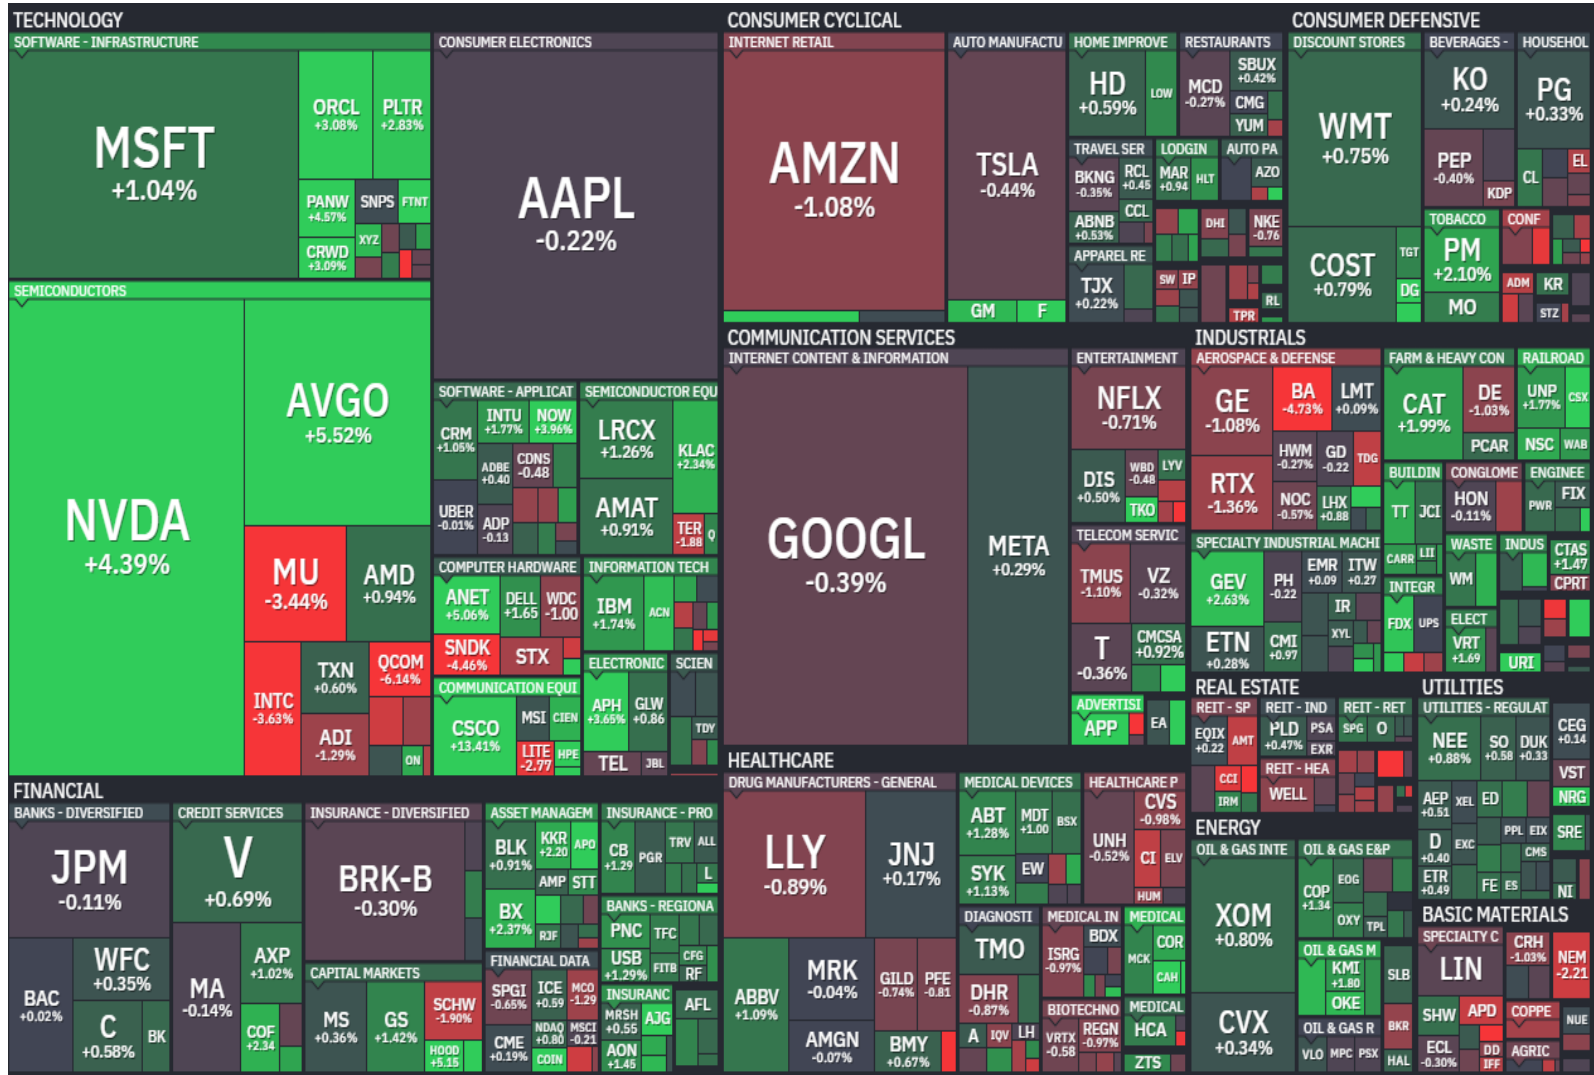 TECHNOLOGY
SOFTWARE - INFRASTRUCTURE
MSFT
+1.04%
ORCL
+3.08%
PLTR
+2.83%
PANW
+4.57%
SNPS
FTNT
CRWD
+3.09%
XYZ
CONSUMER ELECTRONICS
AAPL
-0.22%
SEMICONDUCTORS
NVDA
+4.39%
AVGO
+5.52%
MU
-3.44%
AMD
+0.94%
INTC
-3.63%
TXN
+0.60%
QCOM
-6.14%
ADI
-1.29%
ON
SOFTWARE - APPLICAT
CRM
+1.05%
INTU
+1.77%
NOW
+3.96%
ADBE
+0.40
CDNS
-0.48
UBER
-0.01%
ADP
-0.13
SEMICONDUCTOR EQU
LRCX
+1.26%
KLAC
+2.34%
AMAT
+0.91%
TER
-1.88
Q
COMPUTER HARDWARE
ANET
+5.06%
DELL
+1.65
WDC
-1.00
SNDK
-4.46%
STX
INFORMATION TECH
IBM
+1.74%
ACN
COMMUNICATION EQUI
CSCO
+13.41%
MSI
CIEN
LITE
-2.77
HPE
ELECTRONIC
APH
+3.65%
GLW
+0.86
TEL
JBL
SCIEN
TDY
CONSUMER CYCLICAL
INTERNET RETAIL
AMZN
-1.08%
AUTO MANUFACTU
TSLA
-0.44%
GM
F
HOME IMPROVE
HD
+0.59%
LOW
RESTAURANTS
MCD
-0.27%
SBUX
+0.42%
CMG
YUM
TRAVEL SER
BKNG
-0.35%
RCL
+0.45
ABNB
+0.53%
CCL
LODGIN
MAR
+0.94
HLT
AUTO PA
AZO
DHI
NKE
-0.76
APPAREL RE
TJX
+0.22%
SW
IP
TPR
RL
CONSUMER DEFENSIVE
DISCOUNT STORES
WMT
+0.75%
COST
+0.79%
TGT
DG
BEVERAGES -
KO
+0.24%
PEP
-0.40%
KDP
HOUSEHOL
PG
+0.33%
CL
EL
TOBACCO
PM
+2.10%
MO
CONF
ADM
KR
STZ
COMMUNICATION SERVICES
INTERNET CONTENT & INFORMATION
GOOGL
-0.39%
META
+0.29%
ENTERTAINMENT
NFLX
-0.71%
DIS
+0.50%
WBD
-0.48
LYV
TKO
TELECOM SERVIC
TMUS
-1.10%
VZ
-0.32%
T
-0.36%
CMCSA
+0.92%
ADVERTISI
APP
EA
INDUSTRIALS
AEROSPACE & DEFENSE
GE
-1.08%
BA
-4.73%
LMT
+0.09%
RTX
-1.36%
HWM
-0.27%
GD
-0.22
TDG
NOC
-0.57%
LHX
+0.88
FARM & HEAVY CON
CAT
+1.99%
DE
-1.03%
PCAR
RAILROAD
UNP
+1.77%
CSX
NSC
WAB
BUILDIN
TT
JCI
CARR
LII
CONGLOME
HON
-0.11%
ENGINEE
PWR
FIX
SPECIALTY INDUSTRIAL MACHI
GEV
+2.63%
PH
-0.22
EMR
+0.09
ITW
+0.27
ETN
+0.28%
CMI
+0.97
IR
XYL
WASTE
WM
INDUS
CTAS
+1.47
CPRT
INTEGR
FDX
UPS
ELECT
VRT
+1.69
URI
FINANCIAL
BANKS - DIVERSIFIED
JPM
-0.11%
BAC
+0.02%
WFC
+0.35%
C
+0.58%
BK
CREDIT SERVICES
V
+0.69%
MA
-0.14%
AXP
+1.02%
COF
+2.34
INSURANCE - DIVERSIFIED
BRK-B
-0.30%
CAPITAL MARKETS
MS
+0.36%
GS
+1.42%
SCHW
-1.90%
HOOD
+5.15
ASSET MANAGEM
BLK
+0.91%
KKR
+2.20
APO
AMP
STT
BX
+2.37%
RJF
FINANCIAL DATA
SPGI
-0.65%
ICE
+0.59
MCO
-1.29
CME
+0.19%
NDAQ
+0.80
MSCI
-0.21
COIN
INSURANCE - PRO
CB
+1.29
PGR
TRV
ALL
L
BANKS - REGIONA
PNC
TFC
USB
+1.29%
FITB
CFG
RF
INSURANC
MRSH
+0.55
AJG
AON
+1.45
AFL
HEALTHCARE
DRUG MANUFACTURERS - GENERAL
LLY
-0.89%
JNJ
+0.17%
ABBV
+1.09%
MRK
-0.04%
AMGN
-0.07%
GILD
-0.74%
PFE
-0.81
BMY
+0.67%
MEDICAL DEVICES
ABT
+1.28%
MDT
+1.00
BSX
SYK
+1.13%
EW
HEALTHCARE P
UNH
-0.52%
CVS
-0.98%
CI
ELV
HUM
DIAGNOSTI
TMO
DHR
-0.87%
A
IQV
LH
MEDICAL IN
ISRG
-0.97%
BDX
MEDICAL
MCK
COR
CAH
BIOTECHNO
VRTX
-0.58
REGN
-0.97%
MEDICAL
HCA
ZTS
REAL ESTATE
REIT - SP
EQIX
+0.22
AMT
CCI
IRM
REIT - IND
PLD
+0.47%
PSA
EXR
REIT - RET
SPG
O
REIT - HEA
WELL
UTILITIES
UTILITIES - REGULAT
NEE
+0.88%
SO
+0.58
DUK
+0.33
AEP
+0.51
XEL
ED
D
+0.40
EXC
PPL
EIX
CMS
ETR
+0.49
FE
ES
NI
CEG
+0.14
VST
NRG
SRE
ENERGY
OIL & GAS INTE
XOM
+0.80%
CVX
+0.34%
OIL & GAS E&P
COP
+1.34
EOG
OXY
TPL
OIL & GAS M
KMI
+1.80
OKE
SLB
OIL & GAS R
VLO
MPC
PSX
BKR
HAL
BASIC MATERIALS
SPECIALTY C
LIN
SHW
APD
ECL
-0.30%
DD
IFF
CRH
-1.03%
NEM
-2.21
COPPE
NUE
AGRIC